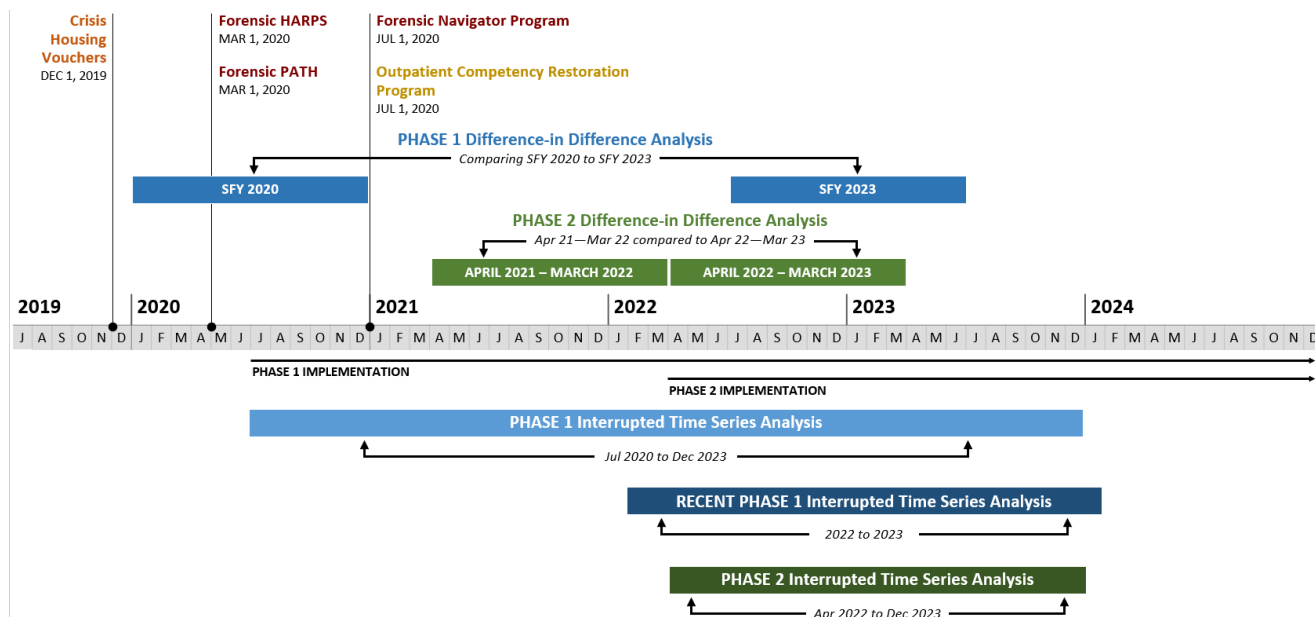 Crisis
Housing
Vouchers
DEC 1, 2019
Forensic HARPS
MAR 1, 2020
Forensic PATH
MAR 1, 2020
Forensic Navigator Program
JUL 1, 2020
Outpatient Competency Restoration
Program
JUL 1, 2020
PHASE 1 Difference-in Difference Analysis
Comparing SFY 2020 to SFY 2023
SFY 2020 SFY 2023
PHASE 2 Difference-in Difference Analysis
Apr 21—Mar 22 compared to Apr 22—Mar 23
APRIL 2021 – MARCH 2022 APRIL 2022 – MARCH 2023
2019 2020 2021 2022 2023 2024
J A S O N D J F M A M J J A S O N D J F M A M J J A S O N D J F M A M J J A S O N D J F M A M J J A S O N D J F M A M J J A S O N D
PHASE 1 IMPLEMENTATION
PHASE 2 IMPLEMENTATION
PHASE 1 Interrupted Time Series Analysis
Jul 2020 to Dec 2023
RECENT PHASE 1 Interrupted Time Series Analysis
2022 to 2023
PHASE 2 Interrupted Time Series Analysis
Apr 2022 to Dec 2023